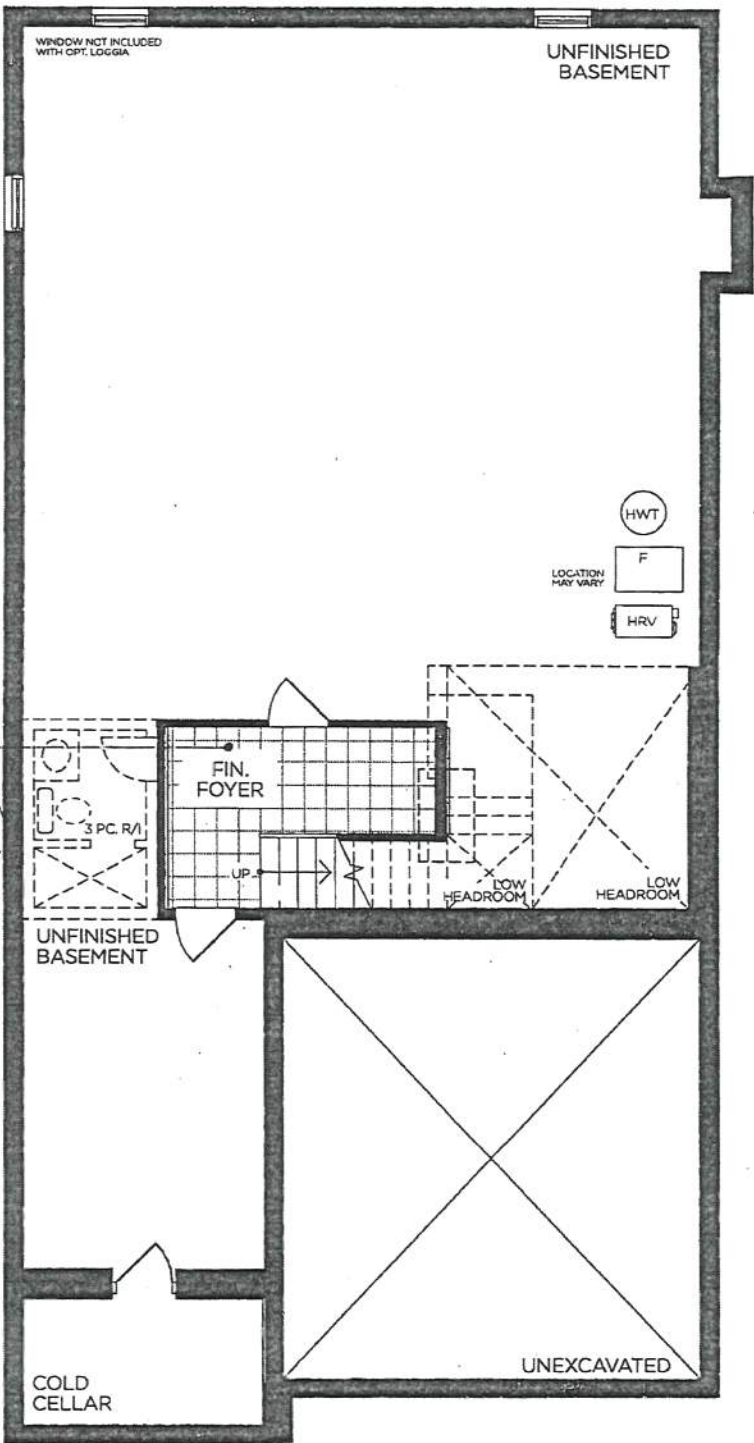 WINDOW NOT INCLUDED
WITH OPT. LOGGIA
UNFINISHED
BASEMENT
HWT
F
LOCATION
MAY VARY
HRV
FIN.
FOYER
3 PC. R/I
UP
LOW
HEADROOM
LOW
HEADROOM
UNFINISHED
BASEMENT
UNEXCAVATED
COLD
CELLAR